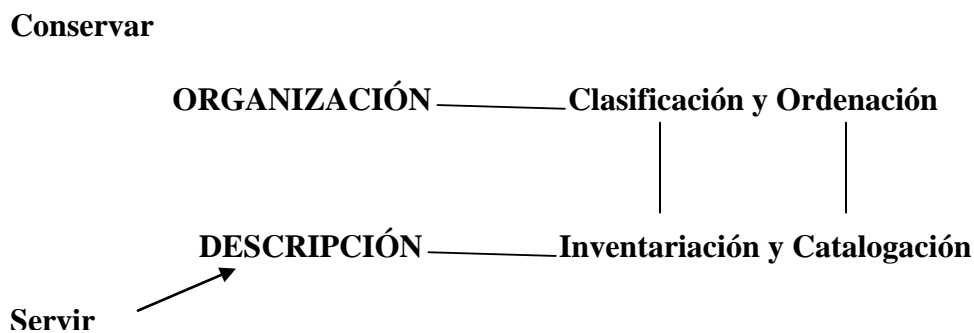 Conservar
ORGANIZACIÓN Clasificación y Ordenación
DESCRIPCIÓN Inventariación y Catalogación
Servir